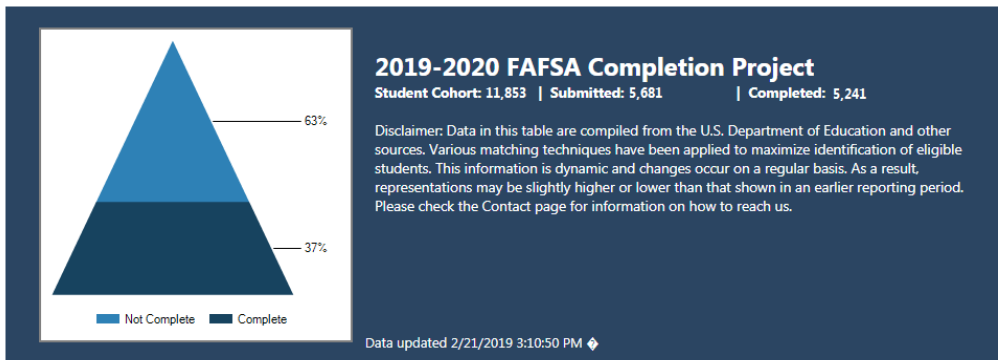 2019-2020 FAFSA Completion Project
Student Cohort: 11,853 | Submitted: 5,681 | Completed: 5,241
63%
Disclaimer: Data in this table are compiled from the U.S. Department of Education and other
sources. Various matching techniques have been applied to maximize identification of eligible
students. This information is dynamic and changes occur on a regular basis. As a result,
representations may be slightly higher or lower than that shown in an earlier reporting period.
Please check the Contact page for information on how to reach us.
37%
Not Complete Complete
Data updated 2/21/2019 3:10:50 PM �